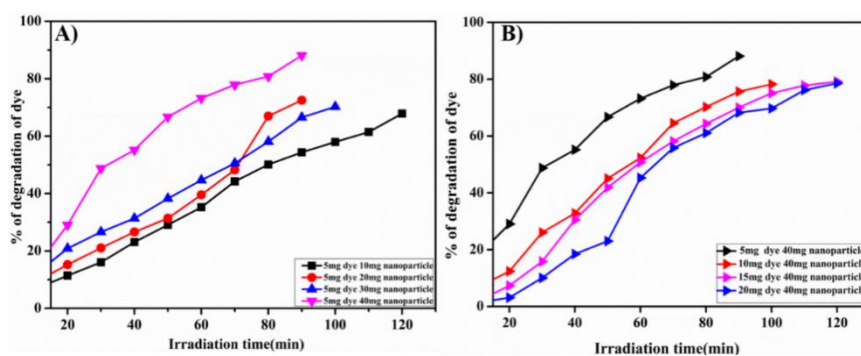 A)
% of degradation of dye
100
80
60
40
20
0
5mg dye 10mg nanoparticle
5mg dye 20mg nanoparticle
5mg dye 30mg nanoparticle
5mg dye 40mg nanoparticle
20 40 60 80 100 120
Irradiation time(min)
B)
% of degradation of dye
100
80
60
40
20
0
5mg dye 40mg nanoparticle
10mg dye 40mg nanoparticle
15mg dye 40mg nanoparticle
20mg dye 40mg nanoparticle
20 40 60 80 100 120
Irradiation time(min)